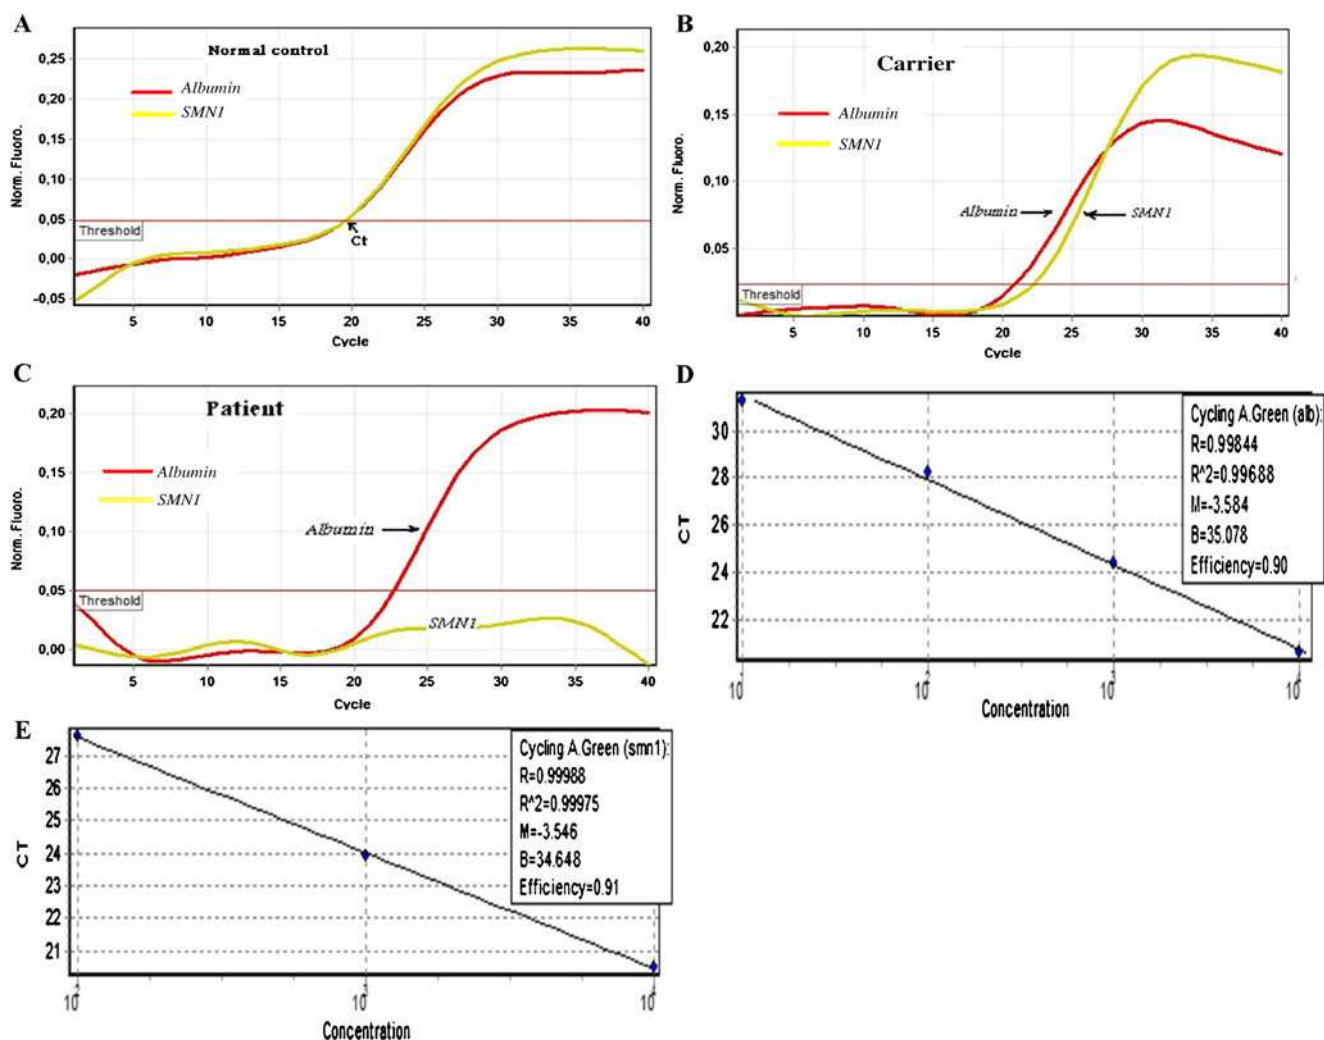 A
Normal control
Albumin
SMN1
Norm. Fluoro.
0,25
0,20
0,15
0,10
0,05
0,00
-0,05
Threshold
Ct
5 10 15 20 25 30 35 40
Cycle
B
Carrier
Albumin
SMN1
Norm. Fluoro.
0,20
0,15
0,10
0,05
Albumin
SMN1
Threshold
5 10 15 20 25 30 35 40
Cycle
C
Patient
Albumin
SMN1
Norm. Fluoro.
0,20
0,15
0,10
0,05
0,00
Albumin
SMN1
Threshold
5 10 15 20 25 30 35 40
Cycle
D
CT
30
28
26
24
22
Cycling A.Green (alb):
R=0.99844
R^2=0.99688
M=-3.584
B=35.078
Efficiency=0.90
Concentration
E
CT
27
26
25
24
23
22
21
Cycling A.Green (smn1):
R=0.99988
R^2=0.99975
M=-3.546
B=34.648
Efficiency=0.91
Concentration